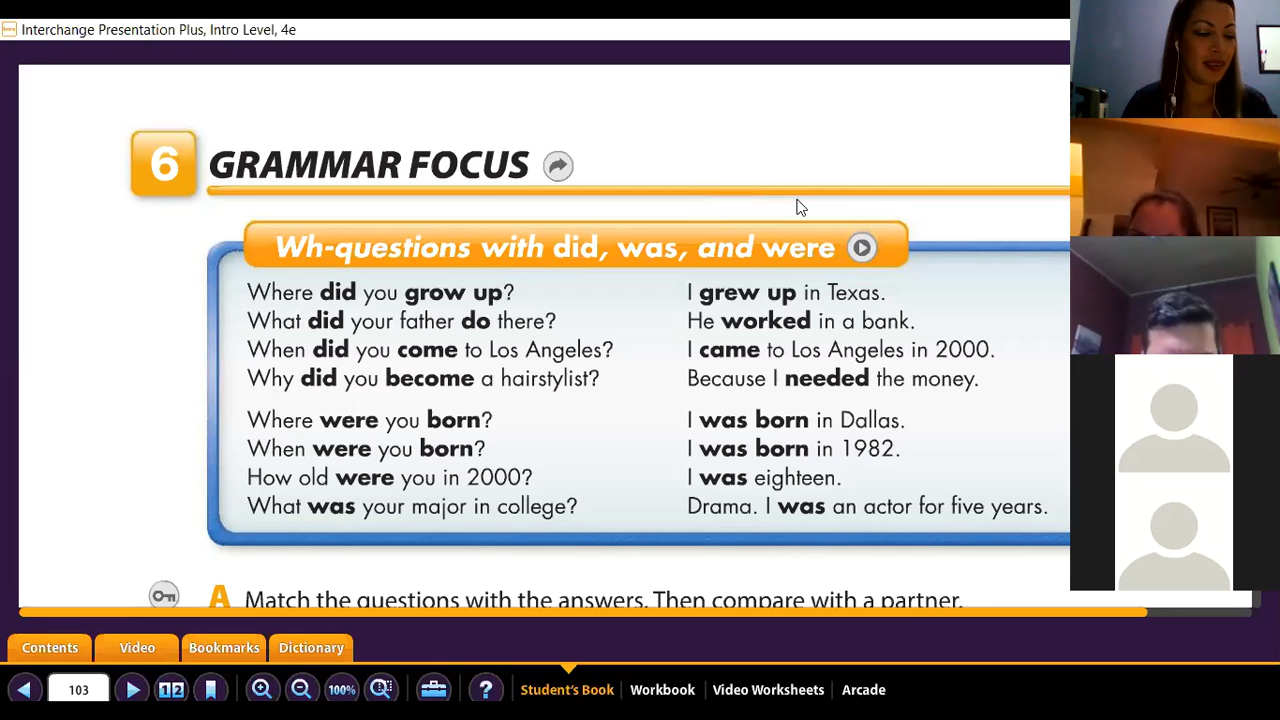 Interchange Presentation Plus, Intro Level, 4e
6 GRAMMAR FOCUS
Wh-questions with did, was, and were
Where did you grow up? I grew up in Texas.
What did your father do there? He worked in a bank.
When did you come to Los Angeles? I came to Los Angeles in 2000.
Why did you become a hairstylist? Because I needed the money.
Where were you born? I was born in Dallas.
When were you born? I was born in 1982.
How old were you in 2000? I was eighteen.
What was your major in college? Drama. I was an actor for five years.
A Match the questions with the answers. Then compare with a partner.
Contents Video Bookmarks Dictionary
103 1 2 100% ? Student's Book Workbook Video Worksheets Arcade